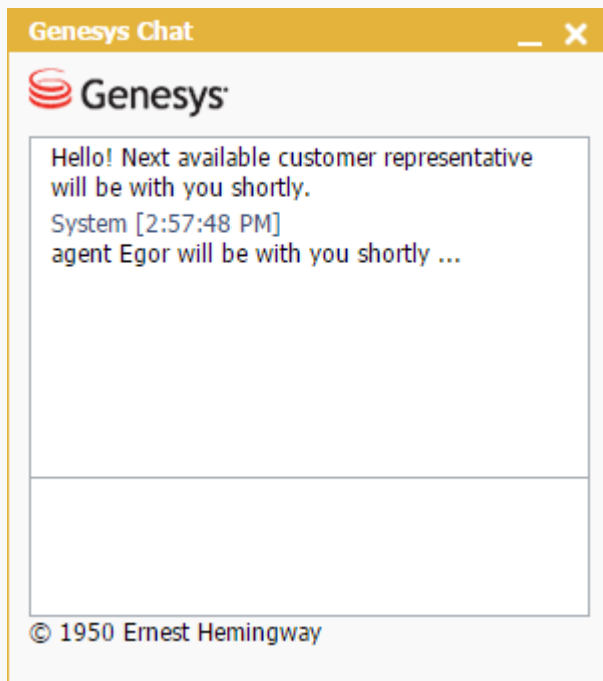 Genesys Chat
Genesys
Hello! Next available customer representative
will be with you shortly.
System [2:57:48 PM]
agent Egor will be with you shortly ...
© 1950 Ernest Hemingway